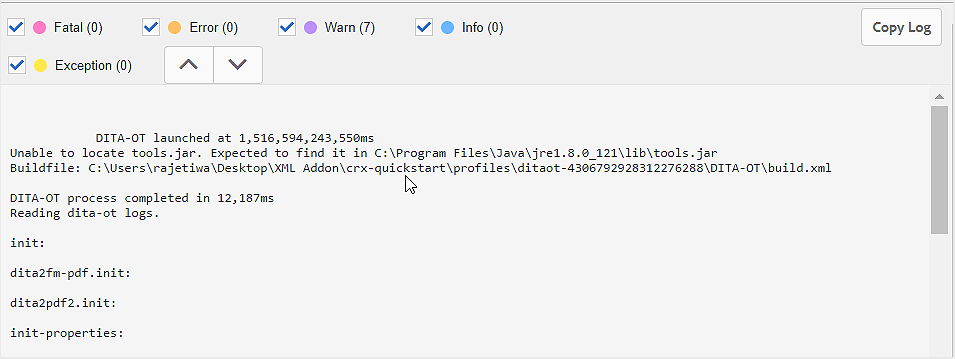 Fatal (0) Error (0) Warn (7) Info (0) Copy Log
Exception (0)
DITA-OT launched at 1,516,594,243,550ms
Unable to locate tools.jar. Expected to find it in C:\Program Files\Java\jre1.8.0_121\lib\tools.jar
Buildfile: C:\Users\rajetiwa\Desktop\XML Addon\crx-quickstart\profiles\ditaot-4306792928312276288\DITA-OT\build.xml
DITA-OT process completed in 12,187ms
Reading dita-ot logs.
init:
dita2fm-pdf.init:
dita2pdf2.init:
init-properties: